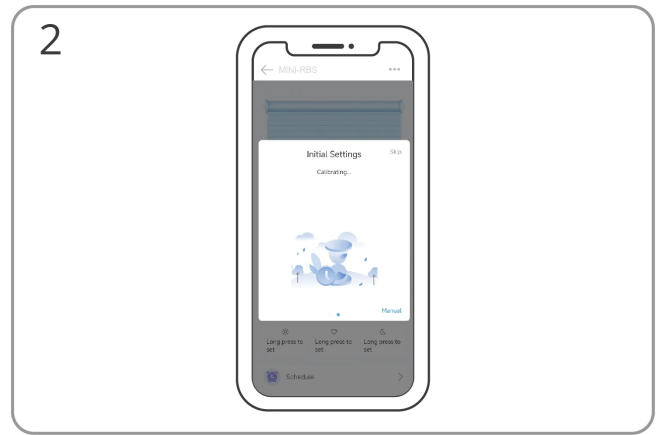 2
MINI-RBS
Initial Settings
Skip
Calibrating...
Manual
Long press to
set
Long press to
set
Long press to
set
Schedule